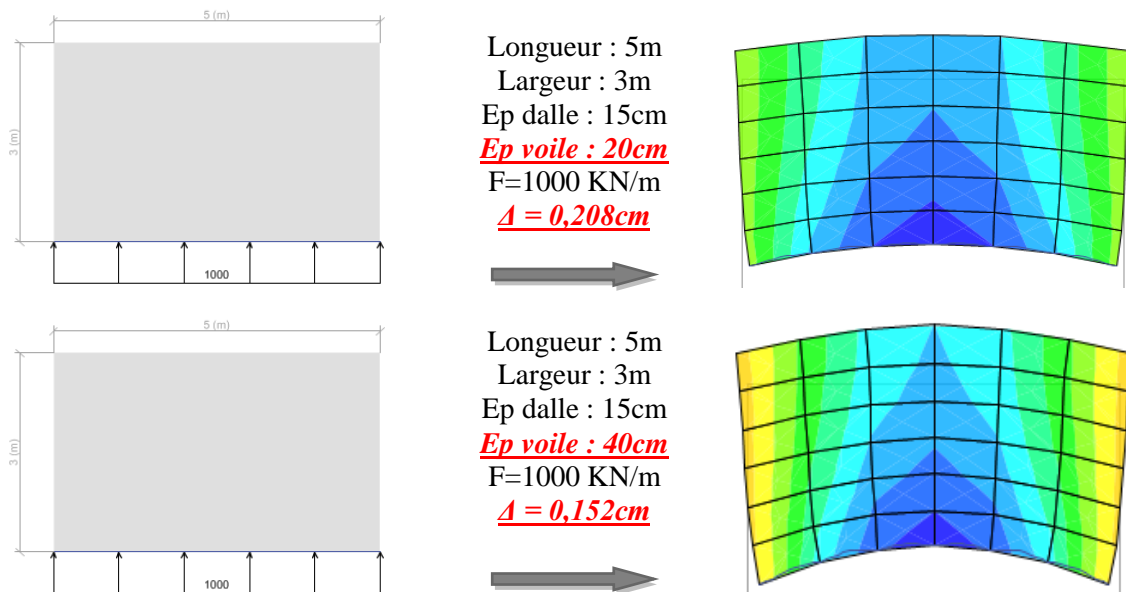 5 (m)
3 (m)
1000
Longueur : 5m
Largeur : 3m
Ep dalle : 15cm
Ep voile : 20cm
F=1000 KN/m
Δ = 0,208cm
5 (m)
3 (m)
1000
Longueur : 5m
Largeur : 3m
Ep dalle : 15cm
Ep voile : 40cm
F=1000 KN/m
Δ = 0,152cm